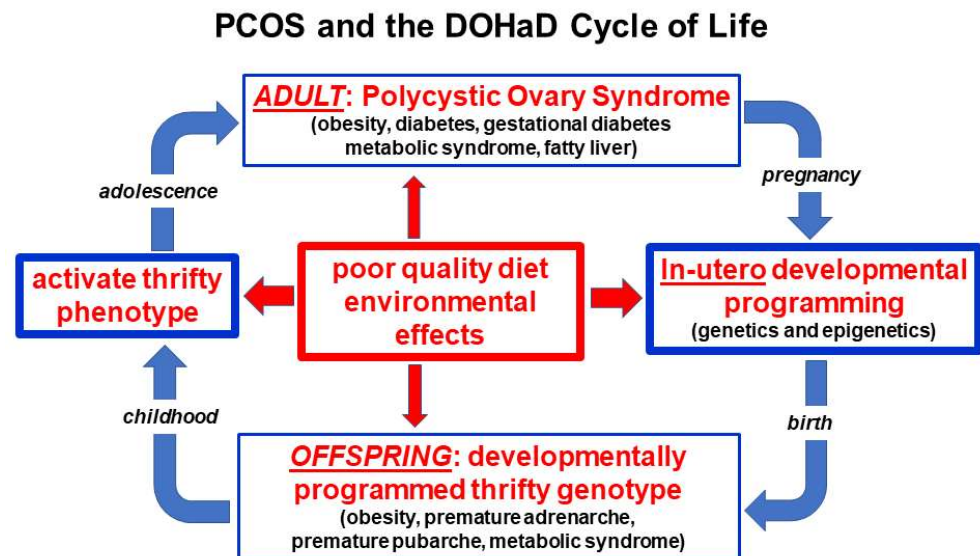 PCOS and the DOHaD Cycle of Life
ADULT: Polycystic Ovary Syndrome
(obesity, diabetes, gestational diabetes
metabolic syndrome, fatty liver)
adolescence
pregnancy
activate thrifty
phenotype
poor quality diet
environmental
effects
In-utero developmental
programming
(genetics and epigenetics)
childhood
birth
OFFSPRING: developmentally
programmed thrifty genotype
(obesity, premature adrenarche,
premature pubarche, metabolic syndrome)